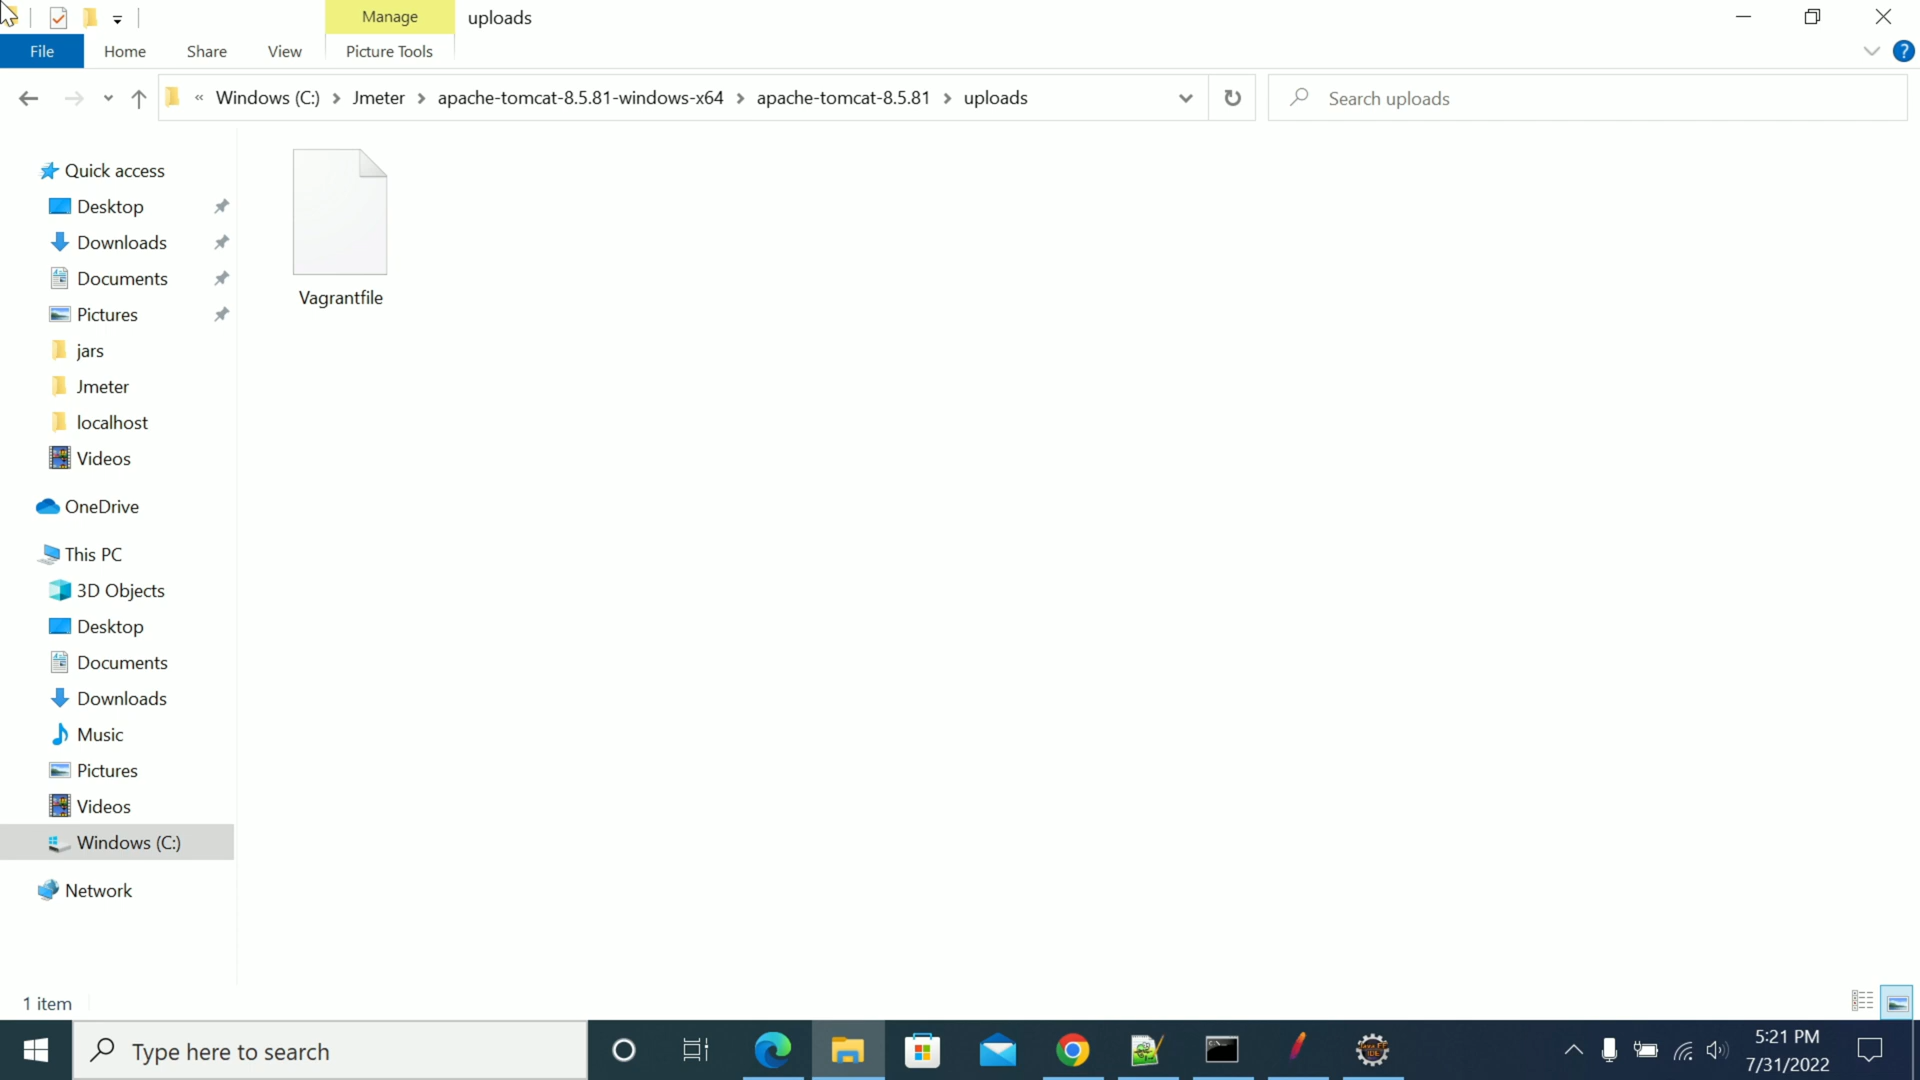 Manage
uploads
File
Home
Share
View
Picture Tools
?
« Windows (C:) > Jmeter > apache-tomcat-8.5.81-windows-x64 > apache-tomcat-8.5.81 > uploads
Search uploads
Quick access
Desktop
Downloads
Documents
Pictures
jars
Jmeter
localhost
Videos
OneDrive
This PC
3D Objects
Desktop
Documents
Downloads
Music
Pictures
Videos
Windows (C:)
Network
Vagrantfile
1 item
Type here to search
5:21 PM
7/31/2022